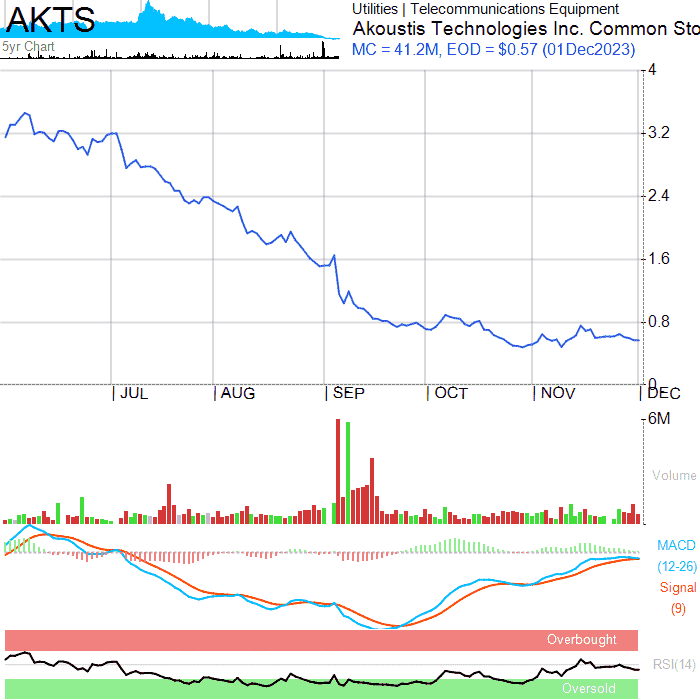 AKTS
5yr Chart
Utilities | Telecommunications Equipment
Akoustis Technologies Inc. Common Sto
MC = 41.2M, EOD = $0.57 (01Dec2023)
4
3.2
2.4
1.6
0.8
0
| JUL | AUG | SEP | OCT | NOV | DEC
6M
Volume
MACD
(12-26)
Signal
(9)
Overbought
RSI(14)
Oversold